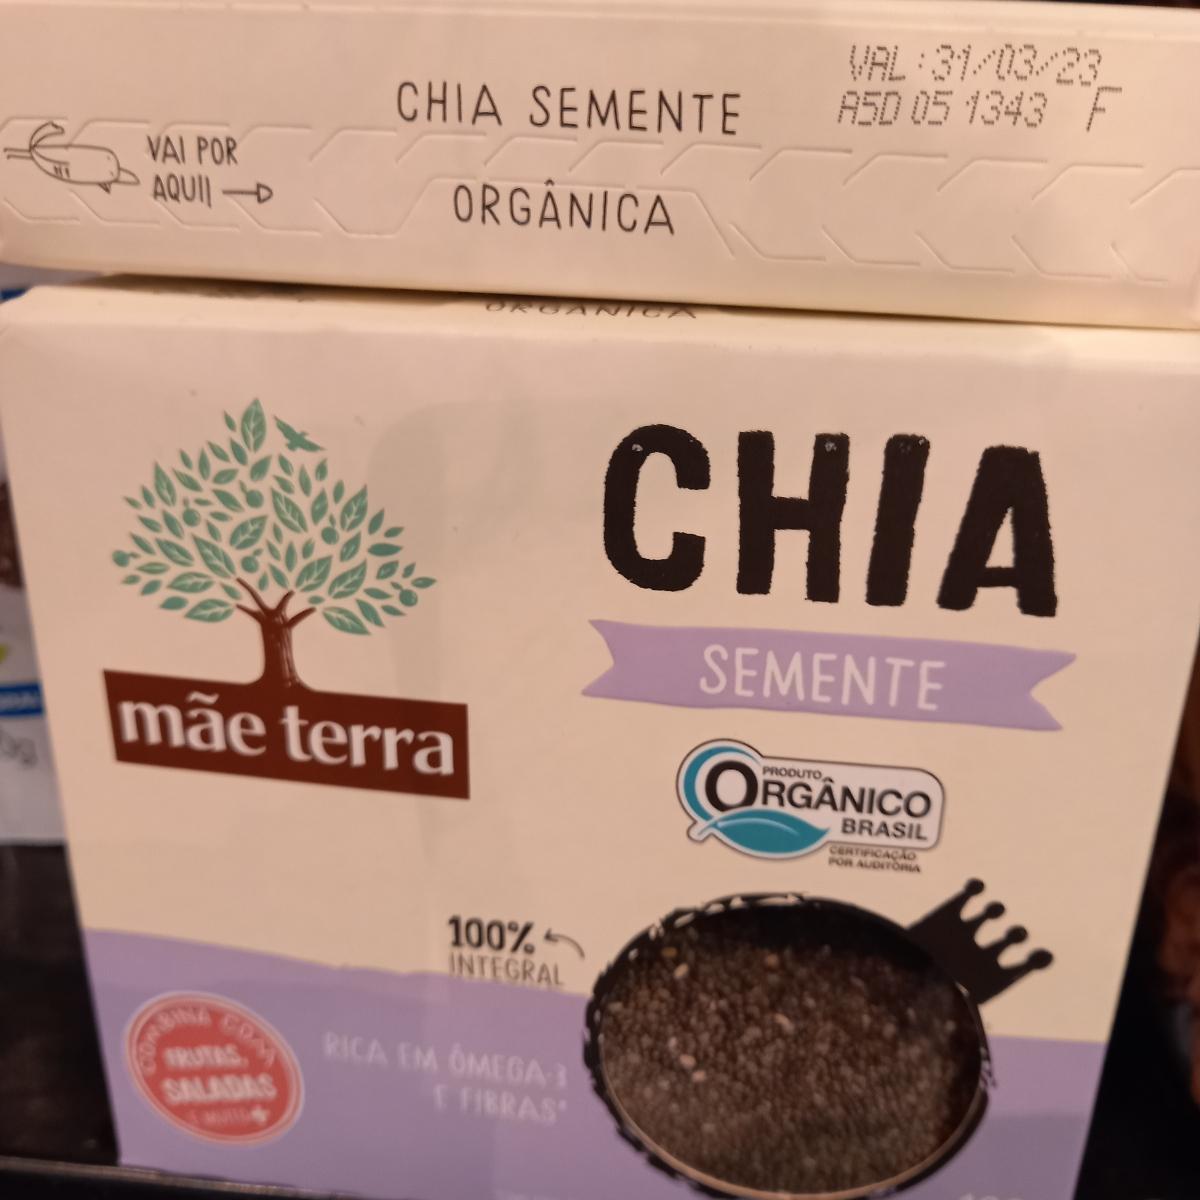 VAL:31/03/23
A5D 05 1343 F
CHIA SEMENTE
ORGÂNICA
VAI POR
AQUI!
ORGÂNICA
CHIA
SEMENTE
mãe terra
PRODUTO
ORGÂNICO
BRASIL
CERTIFICAÇÃO
POR AUDITORIA
100%
INTEGRAL
COMBINA COM
FRUTAS,
SALADAS
E MUITO +
RICA EM ÔMEGA-3
E FIBRAS*